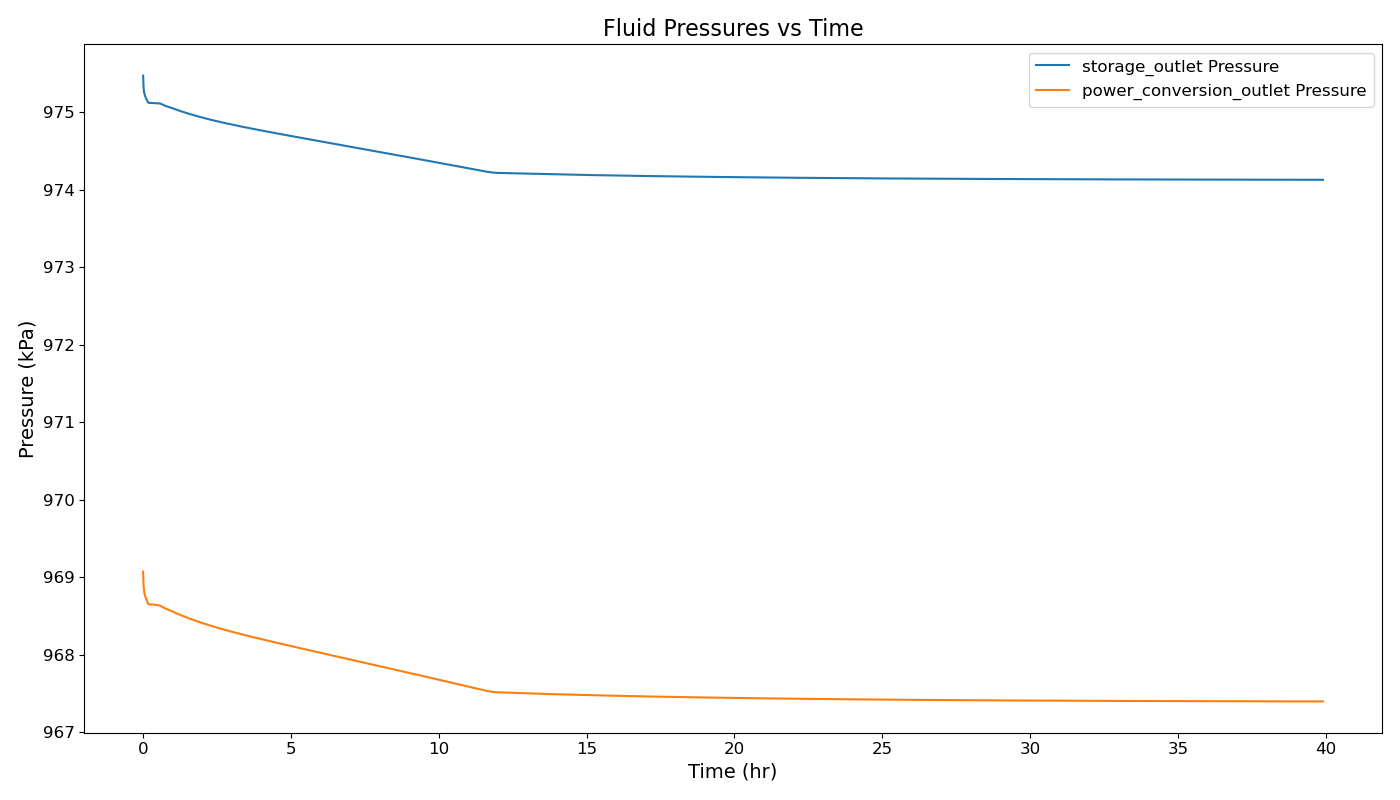 Fluid Pressures vs Time
storage_outlet Pressure
power_conversion_outlet Pressure
Pressure (kPa)
975
974
973
972
971
970
969
968
967
0 5 10 15 20 25 30 35 40
Time (hr)